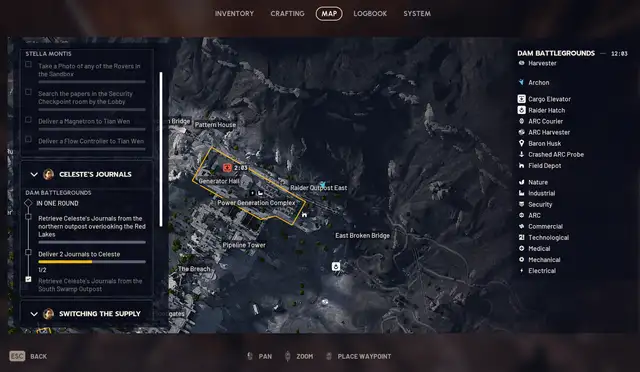 INVENTORY
CRAFTING
MAP
LOGBOOK
SYSTEM
STELLA MONTIS
Take a Photo of any of the Rovers in
the Sandbox
Search the papers in the Security
Checkpoint room by the Lobby
Deliver a Magnetron to Tian Wen
Deliver a Flow Controller to Tian Wen
CELESTE'S JOURNALS
DAM BATTLEGROUNDS
IN ONE ROUND
Retrieve Celeste's Journals from the
northern outpost overlooking the Red
Lakes
Deliver 2 Journals to Celeste
1/2
Retrieve Celeste's Journals from the
South Swamp Outpost
SWITCHING THE SUPPLY
Bridge
Pattern House
2:03
Generator Hall
Raider Outpost East
Power Generation Complex
East Broken Bridge
Pipeline Tower
The Breach
gates
DAM BATTLEGROUNDS — 12:03
Harvester
Archon
Cargo Elevator
Raider Hatch
ARC Courier
ARC Harvester
Baron Husk
Crashed ARC Probe
Field Depot
Nature
Industrial
Security
ARC
Commercial
Technological
Medical
Mechanical
Electrical
ESC BACK
PAN
ZOOM
PLACE WAYPOINT